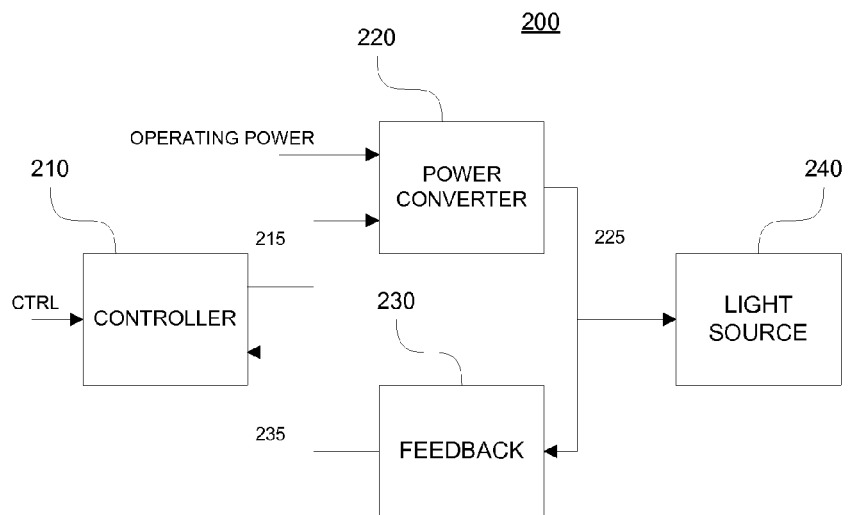 200
220
OPERATING POWER
210
POWER
CONVERTER
240
215
225
CTRL
CONTROLLER
230
LIGHT
SOURCE
235
FEEDBACK